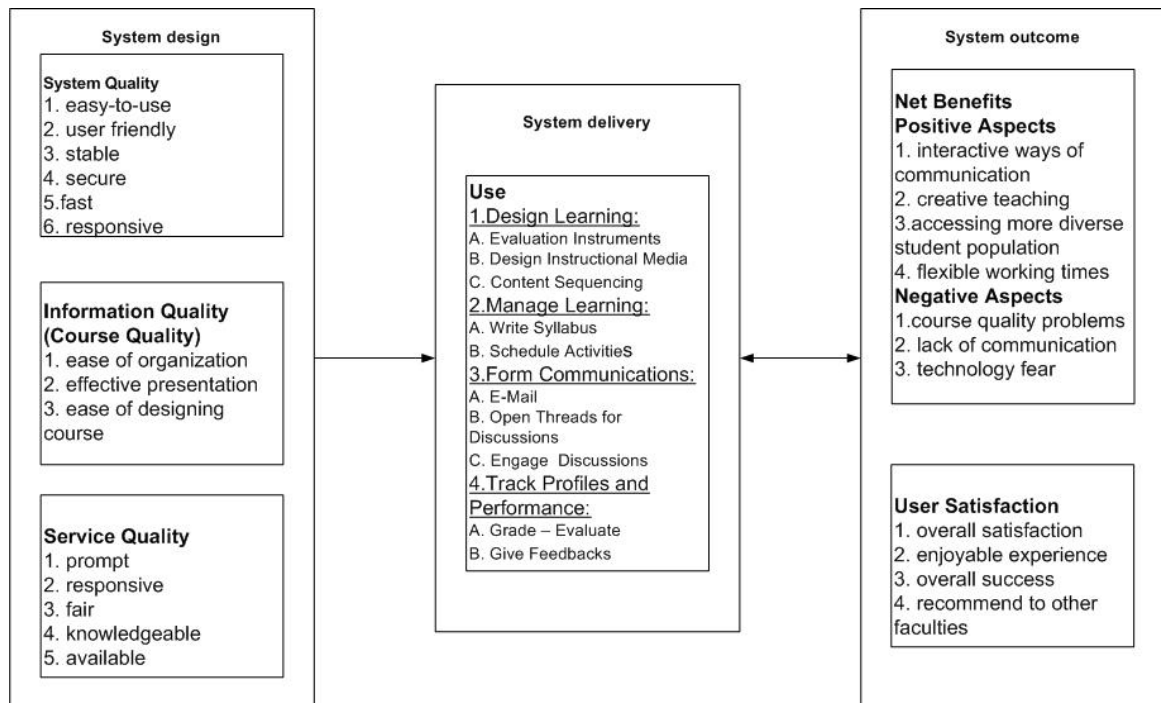 System design
System Quality
1. easy-to-use
2. user friendly
3. stable
4. secure
5.fast
6. responsive
Information Quality
(Course Quality)
1. ease of organization
2. effective presentation
3. ease of designing
course
Service Quality
1. prompt
2. responsive
3. fair
4. knowledgeable
5. available
System delivery
Use
1.Design Learning:
A. Evaluation Instruments
B. Design Instructional Media
C. Content Sequencing
2.Manage Learning:
A. Write Syllabus
B. Schedule Activities
3.Form Communications:
A. E-Mail
B. Open Threads for
Discussions
C. Engage Discussions
4.Track Profiles and
Performance:
A. Grade – Evaluate
B. Give Feedbacks
System outcome
Net Benefits
Positive Aspects
1. interactive ways of
communication
2. creative teaching
3.accessing more diverse
student population
4. flexible working times
Negative Aspects
1.course quality problems
2. lack of communication
3. technology fear
User Satisfaction
1. overall satisfaction
2. enjoyable experience
3. overall success
4. recommend to other
faculties